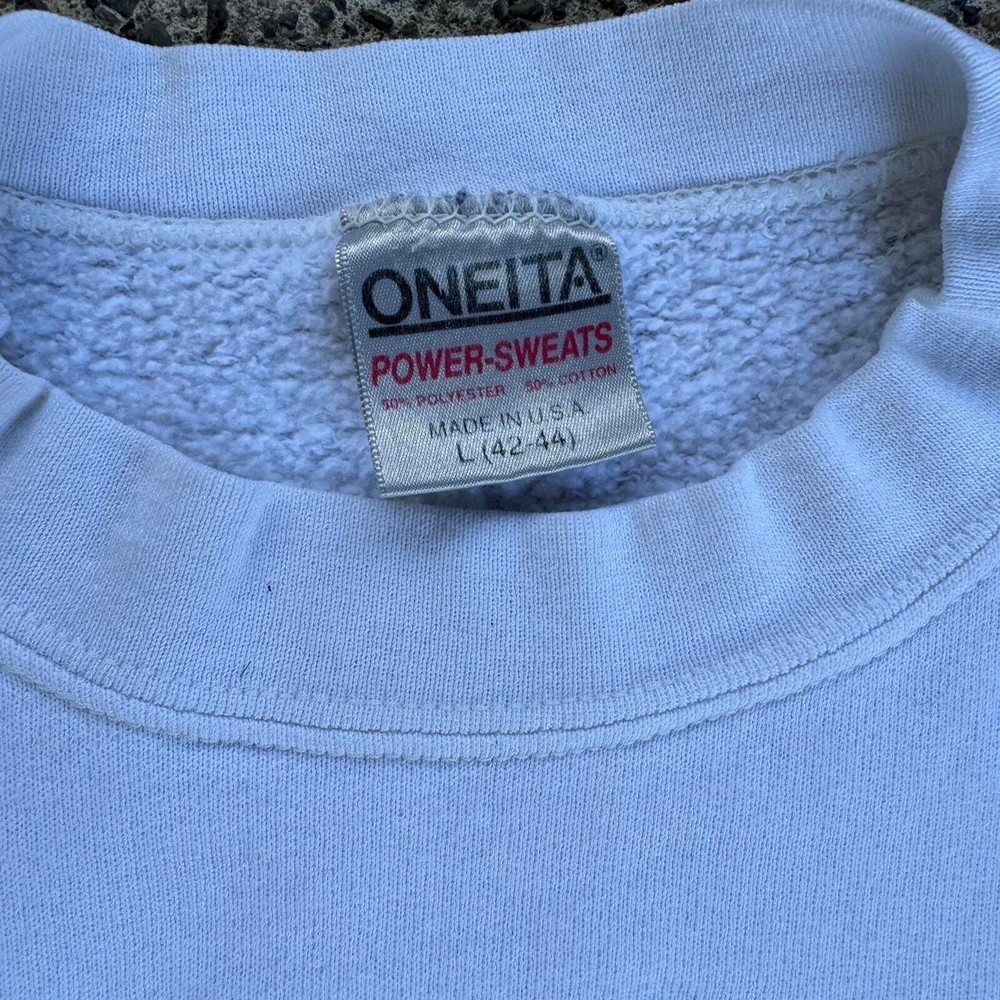 ONEITA®
POWER-SWEATS
50% POLYESTER 50% COTTON
MADE IN U.S.A.
L (42-44)